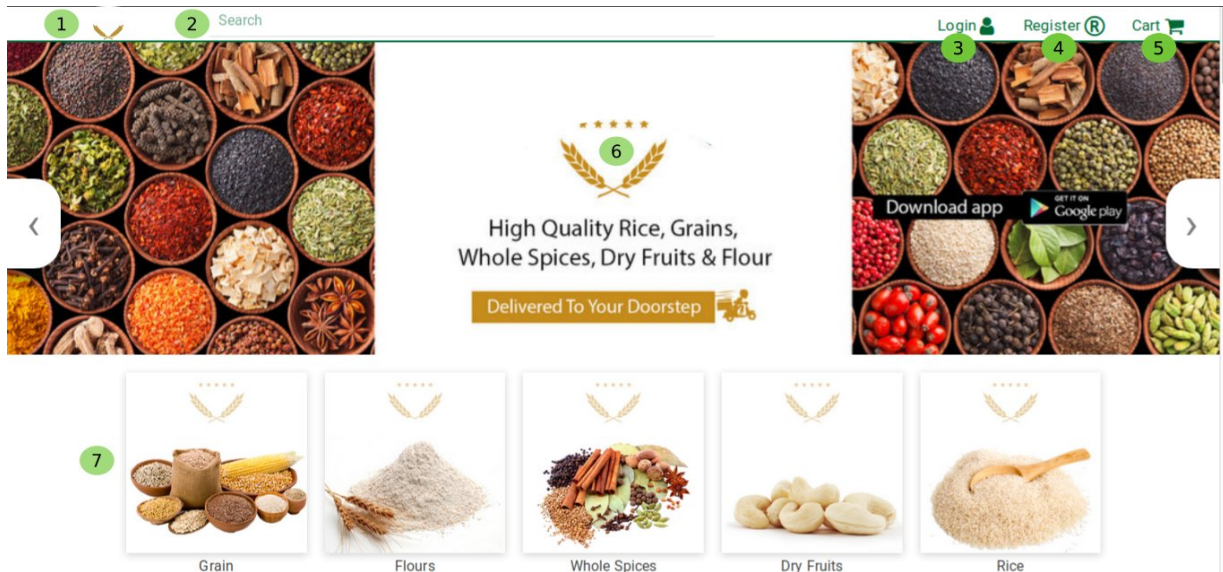 1
2
Search
Login
Register ®
Cart
3
4
5
6
High Quality Rice, Grains,
Whole Spices, Dry Fruits & Flour
Delivered To Your Doorstep
Download app
GET IT ON
Google play
‹
›
7
Grain
Flours
Whole Spices
Dry Fruits
Rice